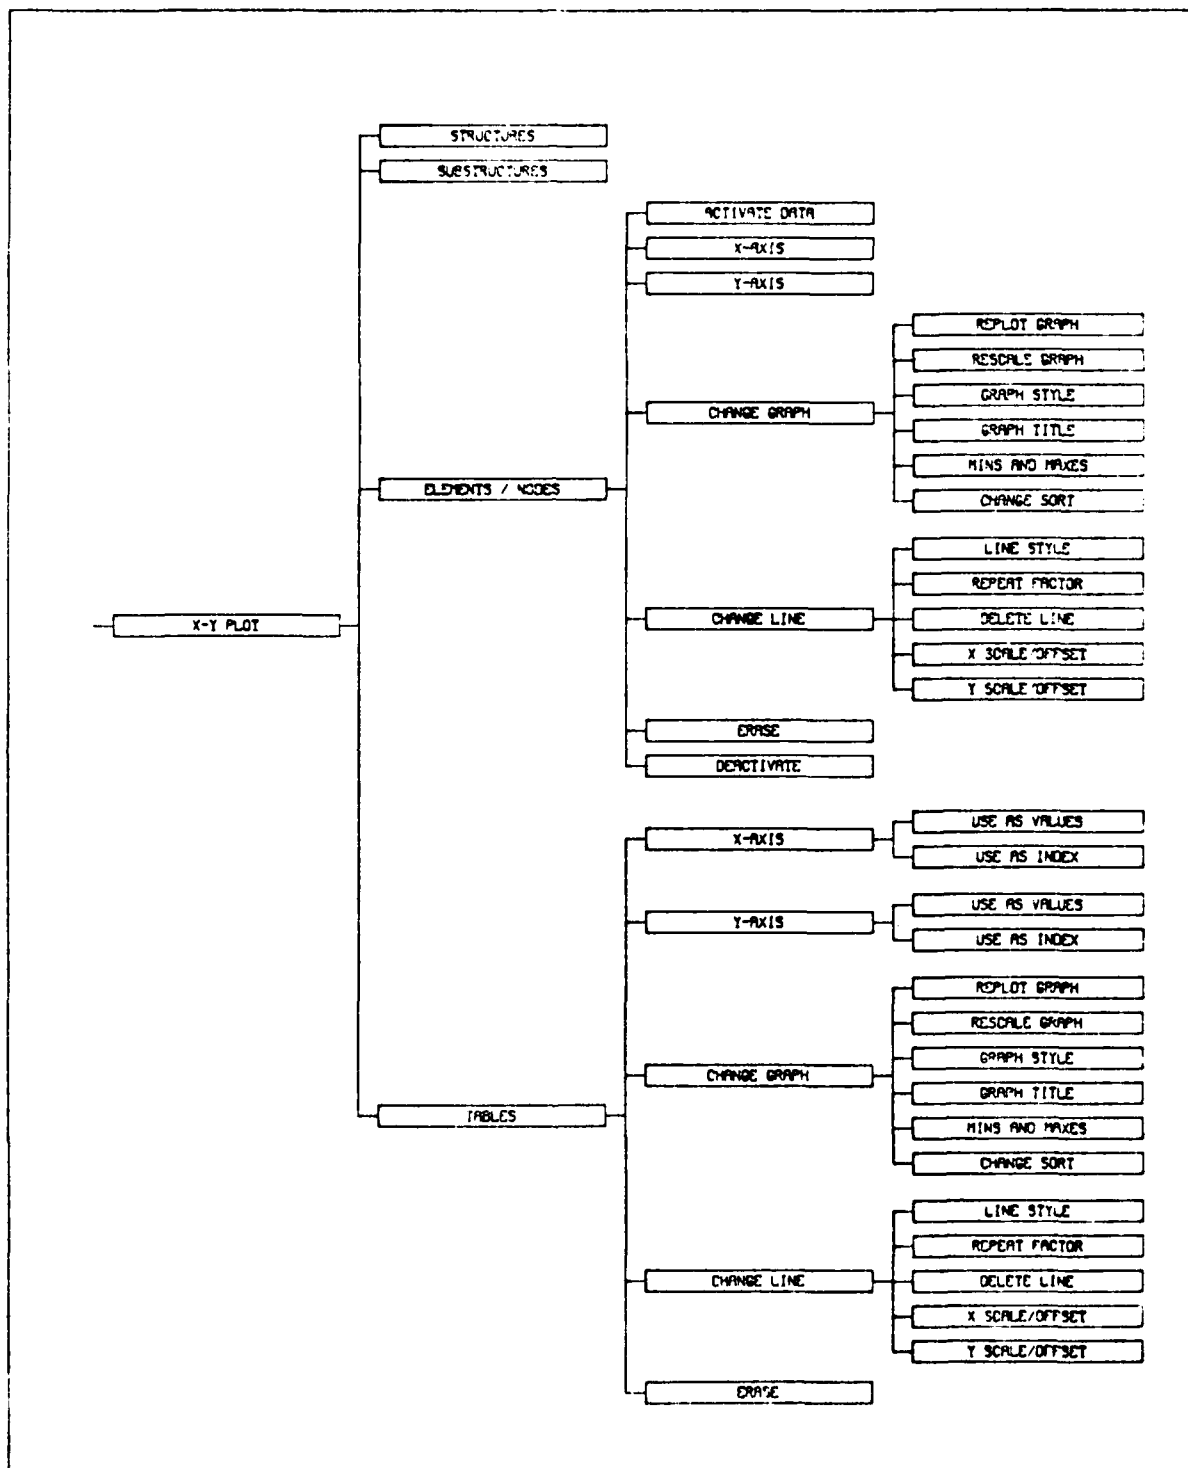 STRUCTURES
SUBSTRUCTURES
ACTIVATE DATA
X-AXIS
Y-AXIS
REPLOT GRAPH
RESCALE GRAPH
GRAPH STYLE
CHANGE GRAPH
GRAPH TITLE
MINS AND MAXES
ELEMENTS / NODES
CHANGE SORT
LINE STYLE
REPEAT FACTOR
X-Y PLOT
CHANGE LINE
DELETE LINE
X SCALE/OFFSET
Y SCALE/OFFSET
ERASE
DEACTIVATE
USE AS VALUES
X-AXIS
USE AS INDEX
USE AS VALUES
Y-AXIS
USE AS INDEX
REPLOT GRAPH
RESCALE GRAPH
GRAPH STYLE
CHANGE GRAPH
GRAPH TITLE
TABLES
MINS AND MAXES
CHANGE SORT
LINE STYLE
REPEAT FACTOR
CHANGE LINE
DELETE LINE
X SCALE/OFFSET
Y SCALE/OFFSET
ERASE